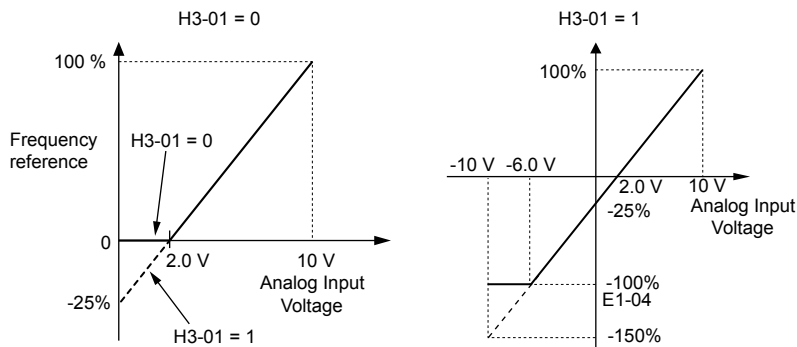 H3-01 = 0
100 %
Frequency
reference
H3-01 = 0
0
2.0 V
10 V
Analog Input
Voltage
-25%
H3-01 = 1
H3-01 = 1
100%
-10 V
-6.0 V
2.0 V
10 V
Analog Input
Voltage
-25%
-100%
E1-04
-150%